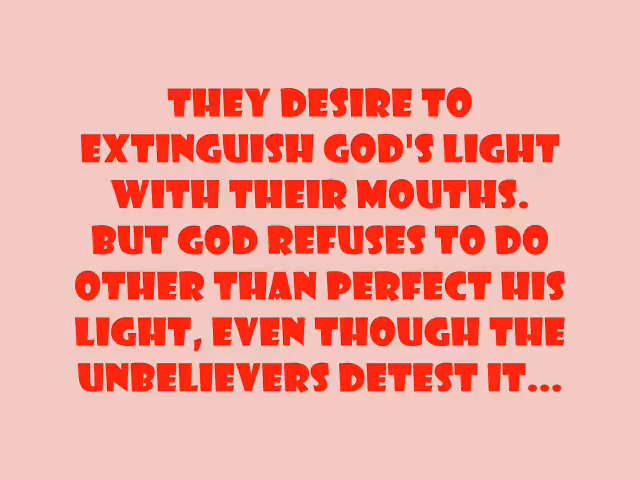 THEY DESIRE TO
EXTINGUISH GOD'S LIGHT
WITH THEIR MOUTHS.
BUT GOD REFUSES TO DO
OTHER THAN PERFECT HIS
LIGHT, EVEN THOUGH THE
UNBELIEVERS DETEST IT...